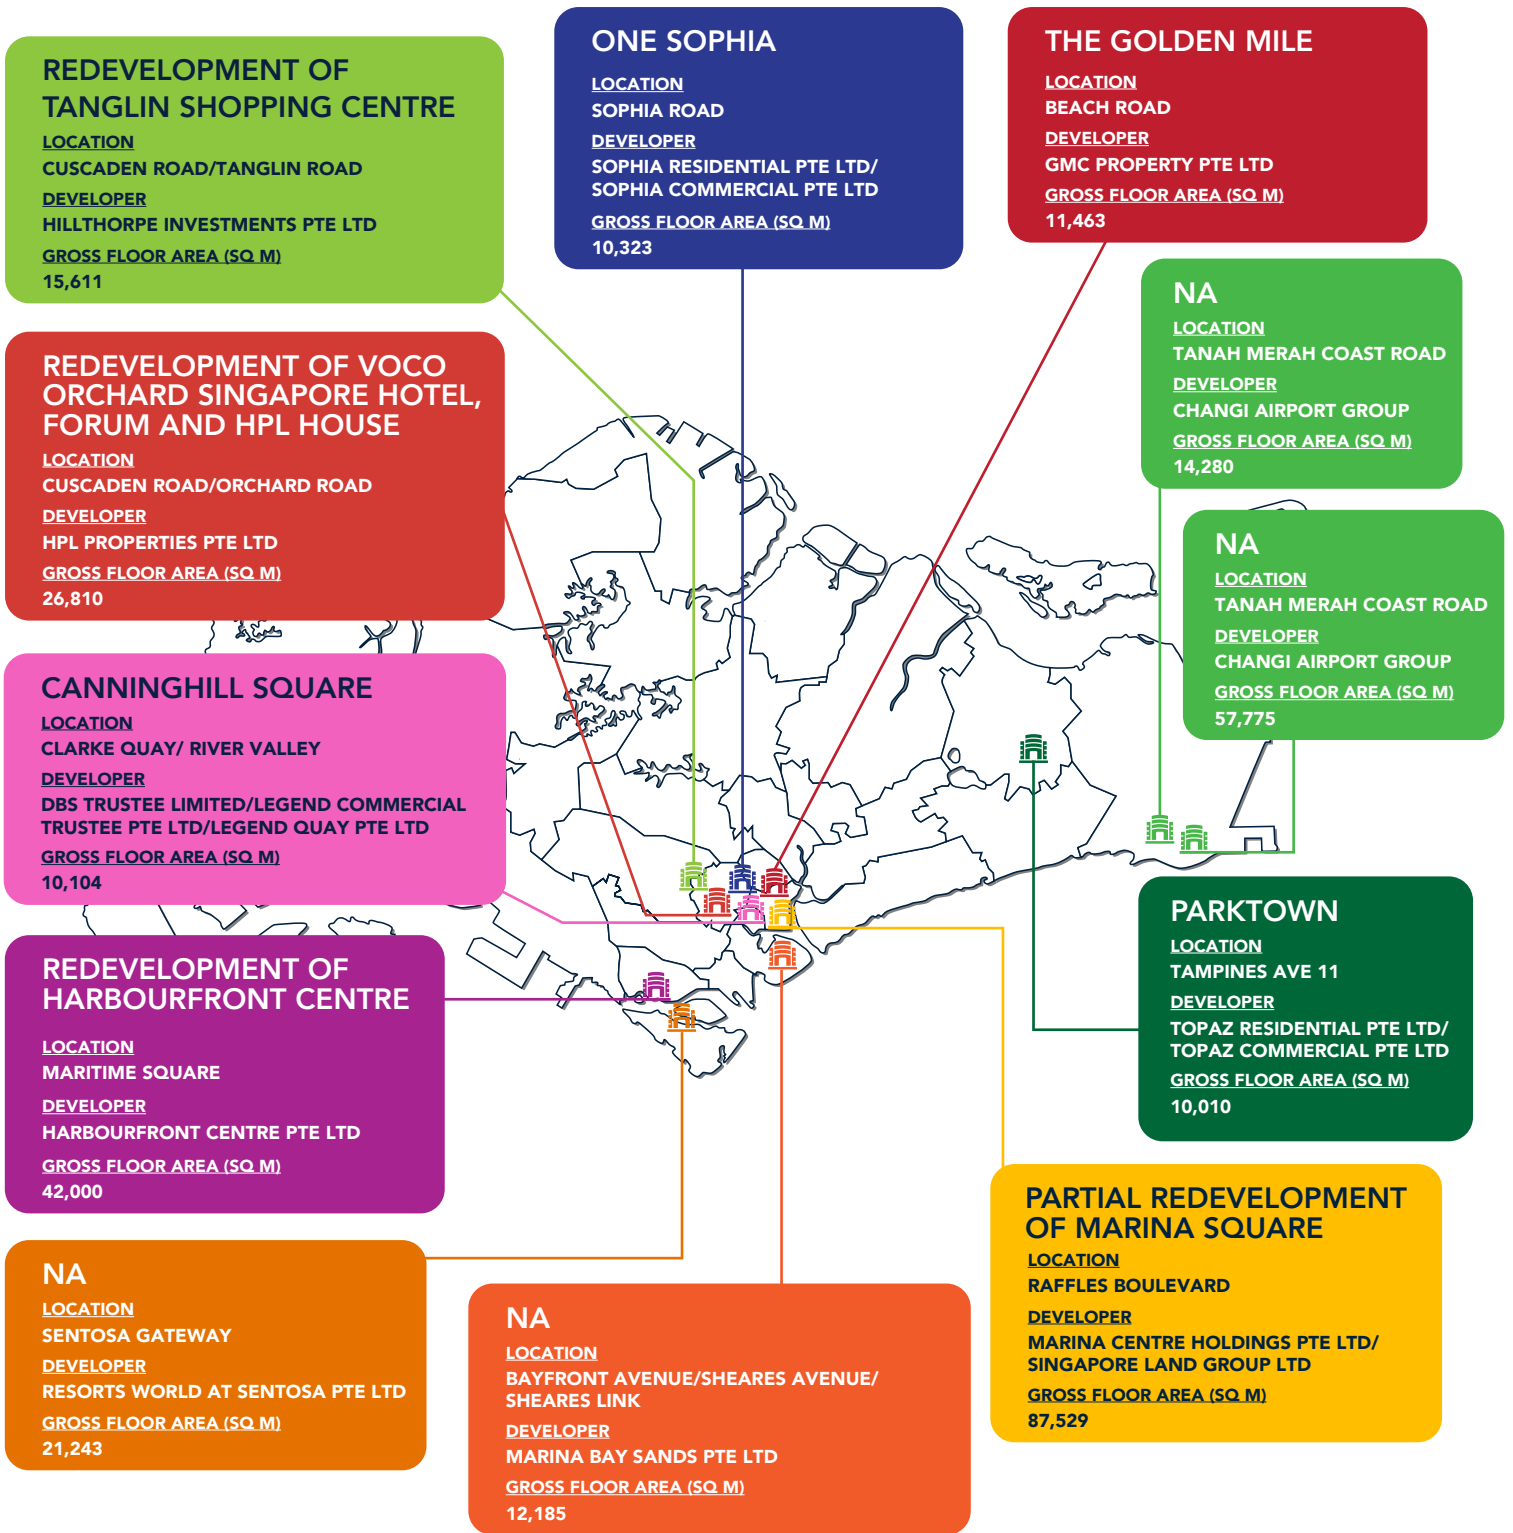 REDEVELOPMENT OF
TANGLIN SHOPPING CENTRE
LOCATION
CUSCADEN ROAD/TANGLIN ROAD
DEVELOPER
HILLTHORPE INVESTMENTS PTE LTD
GROSS FLOOR AREA (SQ M)
15,611
ONE SOPHIA
LOCATION
SOPHIA ROAD
DEVELOPER
SOPHIA RESIDENTIAL PTE LTD/
SOPHIA COMMERCIAL PTE LTD
GROSS FLOOR AREA (SQ M)
10,323
THE GOLDEN MILE
LOCATION
BEACH ROAD
DEVELOPER
GMC PROPERTY PTE LTD
GROSS FLOOR AREA (SQ M)
11,463
NA
LOCATION
TANAH MERAH COAST ROAD
DEVELOPER
CHANGI AIRPORT GROUP
GROSS FLOOR AREA (SQ M)
14,280
REDEVELOPMENT OF VOCO
ORCHARD SINGAPORE HOTEL,
FORUM AND HPL HOUSE
LOCATION
CUSCADEN ROAD/ORCHARD ROAD
DEVELOPER
HPL PROPERTIES PTE LTD
GROSS FLOOR AREA (SQ M)
26,810
NA
LOCATION
TANAH MERAH COAST ROAD
DEVELOPER
CHANGI AIRPORT GROUP
GROSS FLOOR AREA (SQ M)
57,775
CANNINGHILL SQUARE
LOCATION
CLARKE QUAY/ RIVER VALLEY
DEVELOPER
DBS TRUSTEE LIMITED/LEGEND COMMERCIAL
TRUSTEE PTE LTD/LEGEND QUAY PTE LTD
GROSS FLOOR AREA (SQ M)
10,104
PARKTOWN
LOCATION
TAMPINES AVE 11
DEVELOPER
TOPAZ RESIDENTIAL PTE LTD/
TOPAZ COMMERCIAL PTE LTD
GROSS FLOOR AREA (SQ M)
10,010
REDEVELOPMENT OF
HARBOURFRONT CENTRE
LOCATION
MARITIME SQUARE
DEVELOPER
HARBOURFRONT CENTRE PTE LTD
GROSS FLOOR AREA (SQ M)
42,000
PARTIAL REDEVELOPMENT
OF MARINA SQUARE
LOCATION
RAFFLES BOULEVARD
DEVELOPER
MARINA CENTRE HOLDINGS PTE LTD/
SINGAPORE LAND GROUP LTD
GROSS FLOOR AREA (SQ M)
87,529
NA
LOCATION
SENTOSA GATEWAY
DEVELOPER
RESORTS WORLD AT SENTOSA PTE LTD
GROSS FLOOR AREA (SQ M)
21,243
NA
LOCATION
BAYFRONT AVENUE/SHEARES AVENUE/
SHEARES LINK
DEVELOPER
MARINA BAY SANDS PTE LTD
GROSS FLOOR AREA (SQ M)
12,185